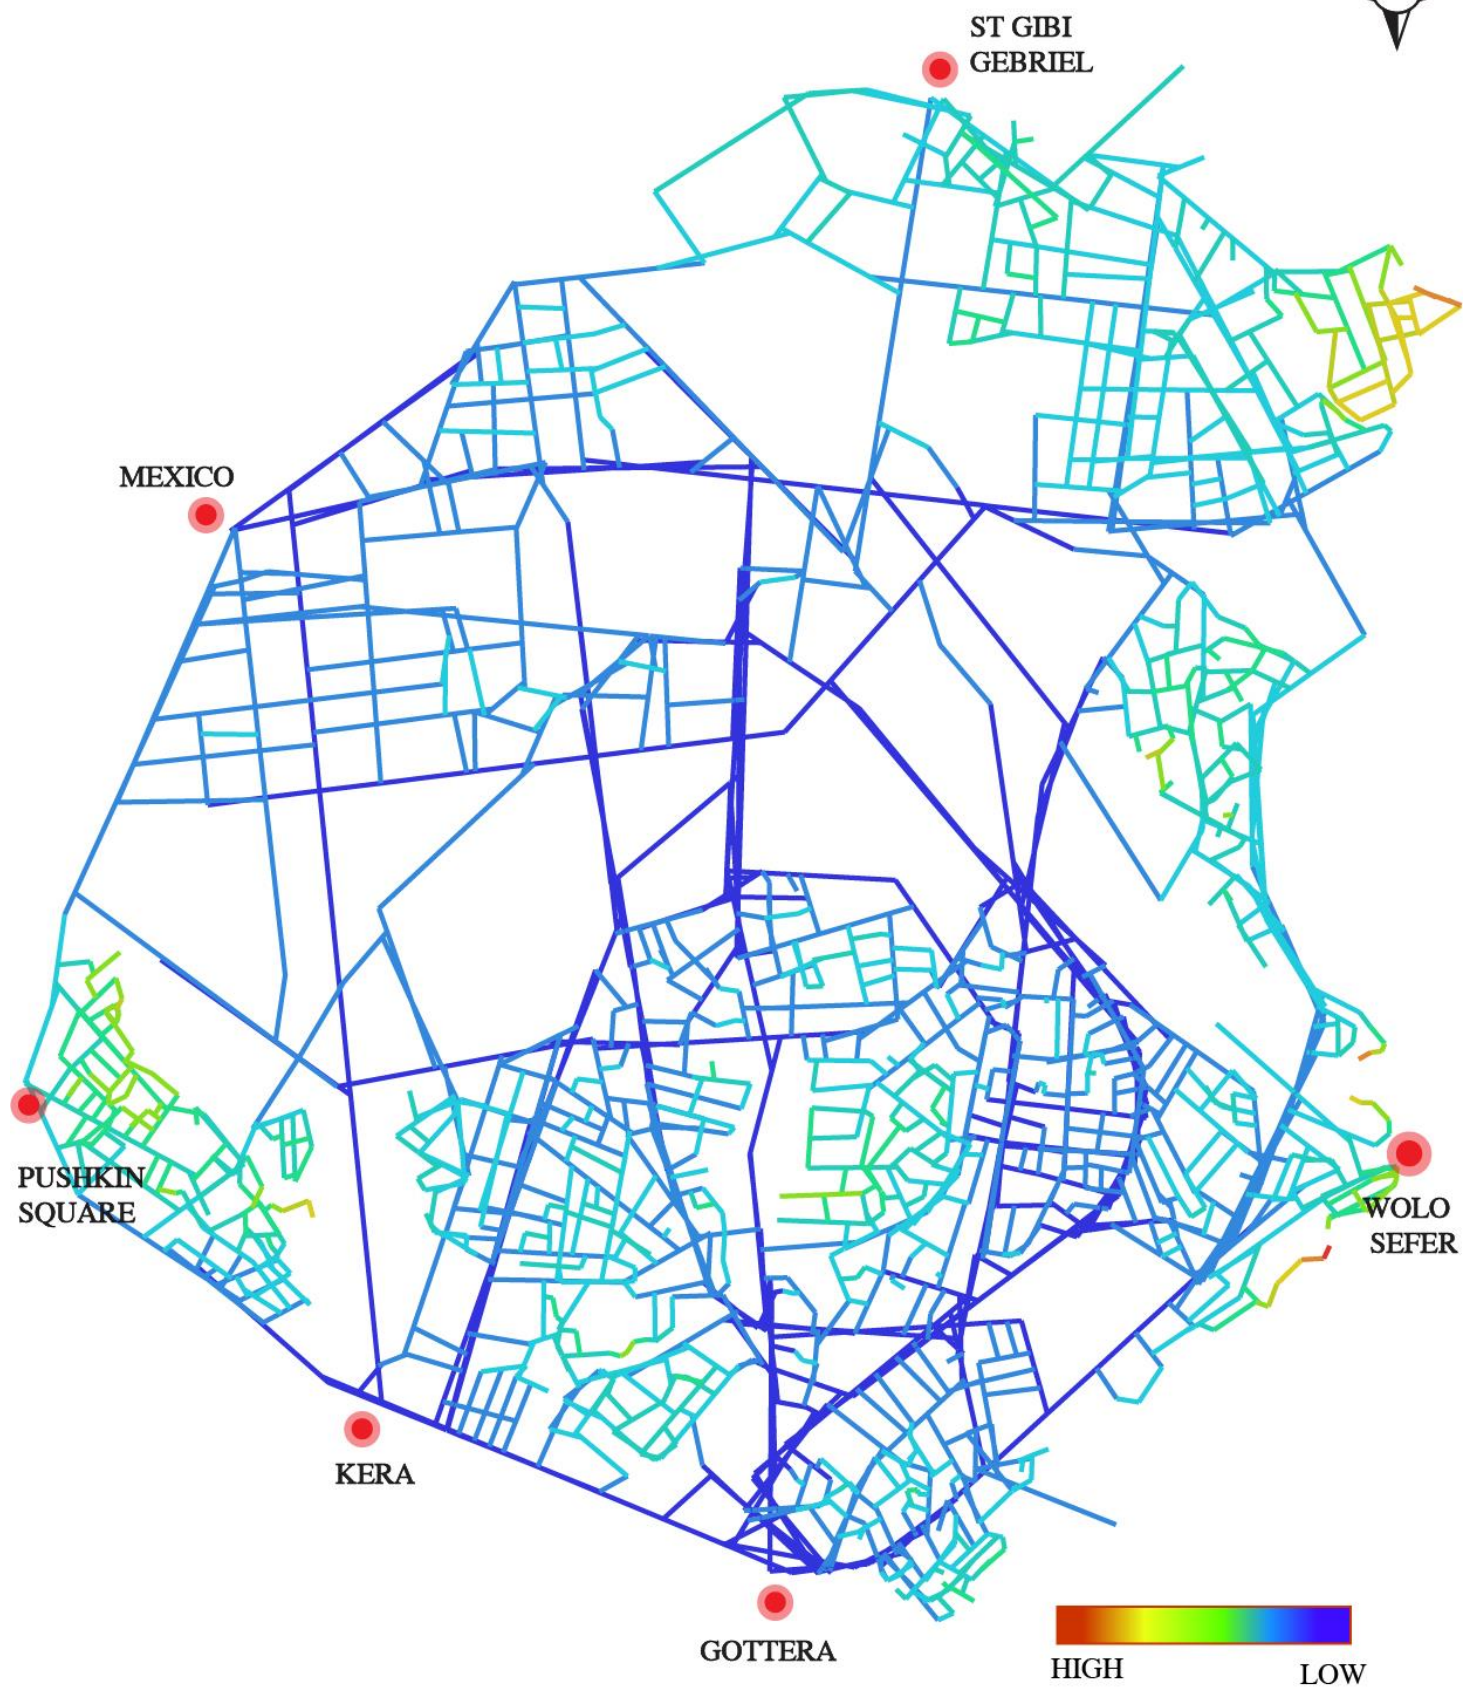 ST GIBI
GEBRIEL
MEXICO
PUSHKIN
SQUARE
WOLO
SEFER
KERA
GOTTERA
HIGH
LOW